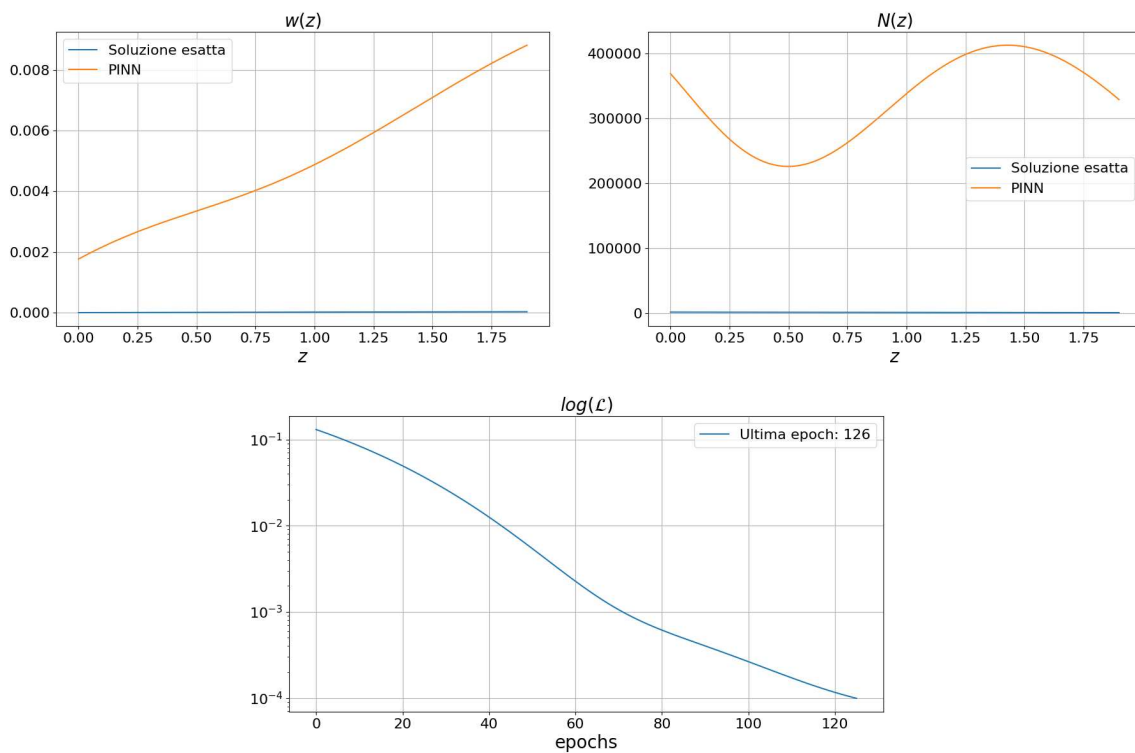 w(z)
Soluzione esatta
PINN
0.008
0.006
0.004
0.002
0.000
0.00 0.25 0.50 0.75 1.00 1.25 1.50 1.75
z
N(z)
400000
300000
200000
100000
0
Soluzione esatta
PINN
0.00 0.25 0.50 0.75 1.00 1.25 1.50 1.75
z
log(ℒ)
Ultima epoch: 126
10⁻¹
10⁻²
10⁻³
10⁻⁴
0 20 40 60 80 100 120
epochs